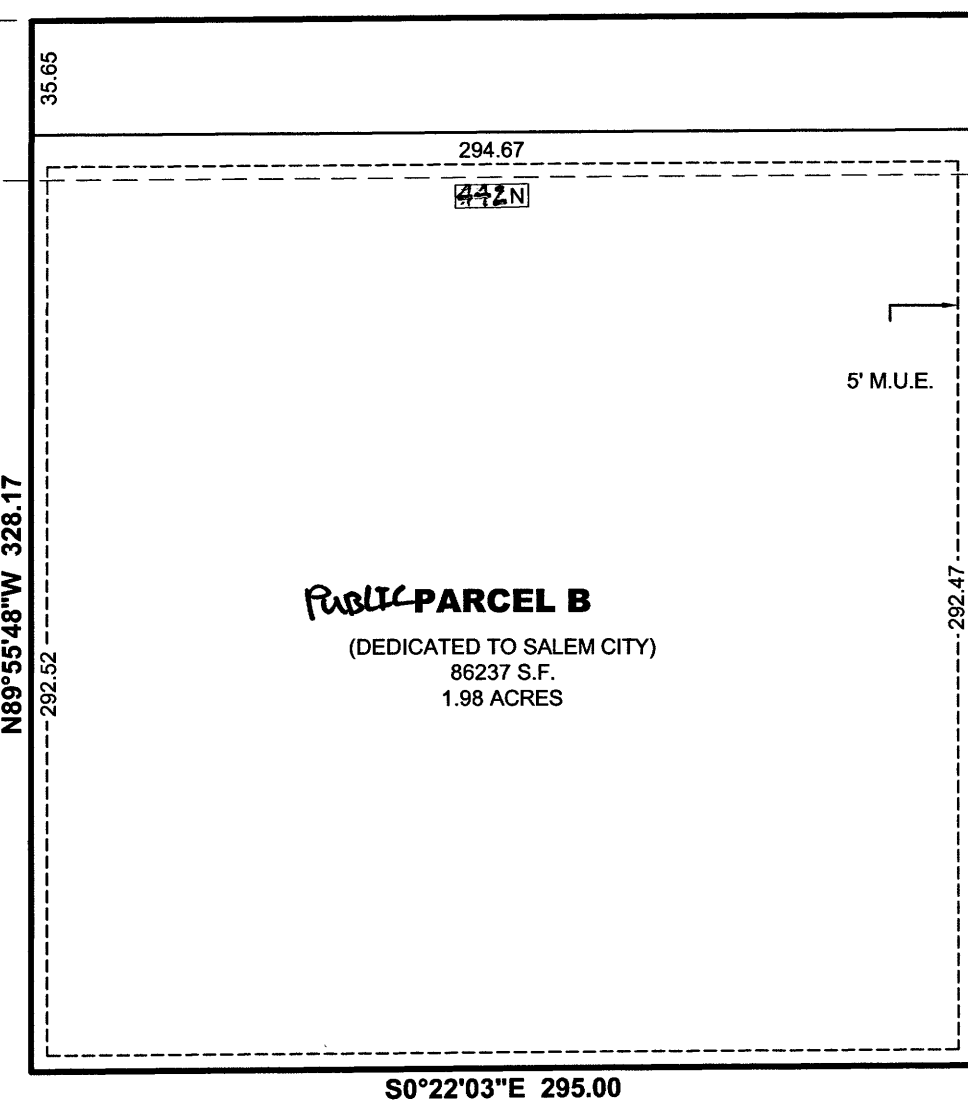 35.65
294.67
442 N
5' M.U.E.
N89°55'48"W 328.17
292.52
292.47
PUBLIC PARCEL B
(DEDICATED TO SALEM CITY)
86237 S.F.
1.98 ACRES
S0°22'03"E 295.00